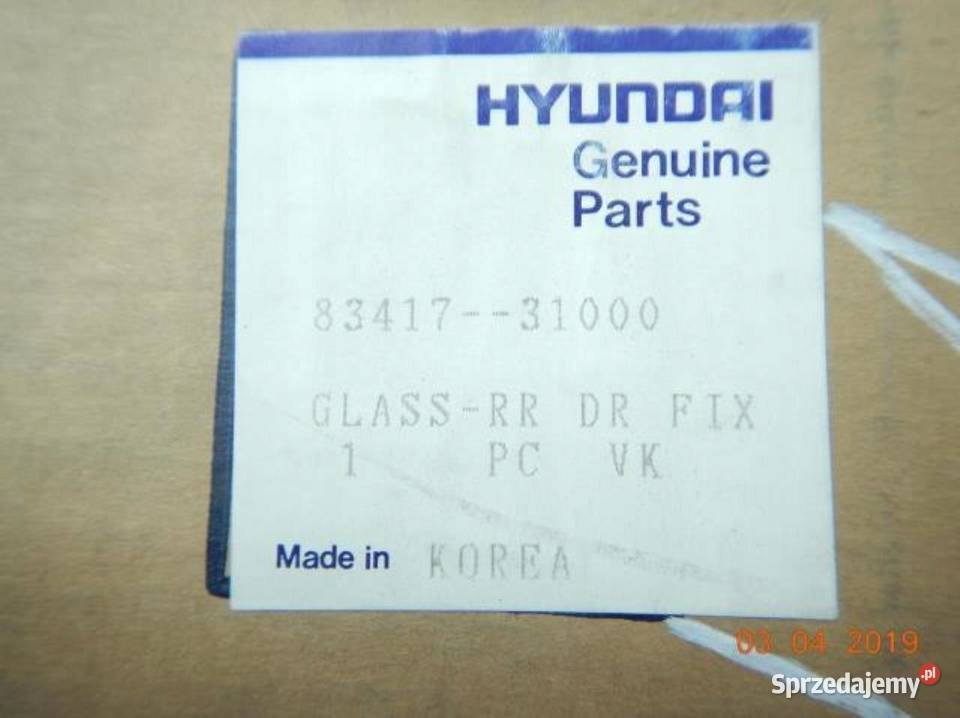 HYUNDAI
Genuine
Parts
83417--31000
GLASS-RR DR FIX
1 PC VK
Made in KOREA
03 04 2019
Sprzedajemy.pl